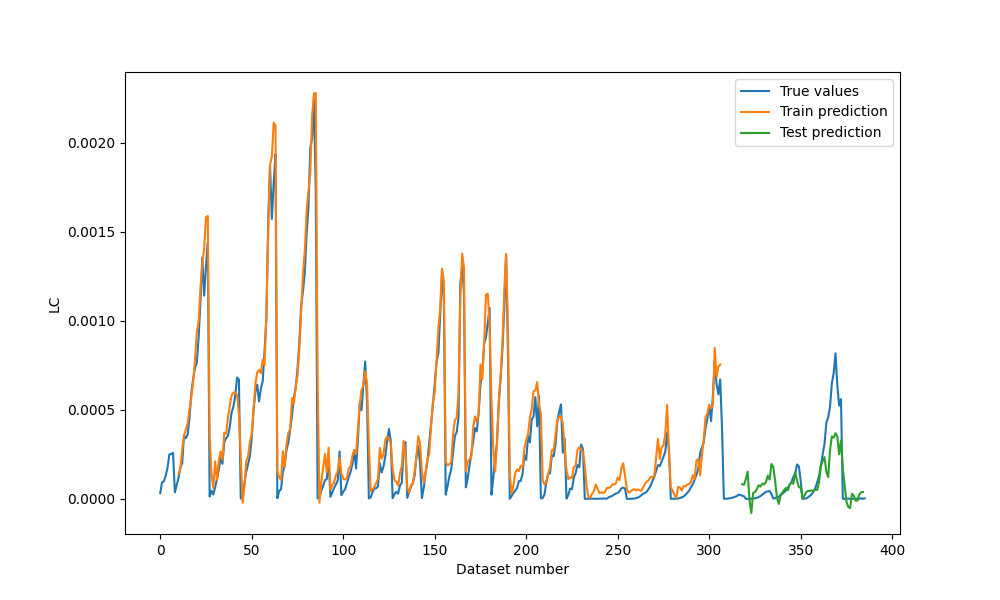 True values
Train prediction
Test prediction
0.0020
0.0015
0.0010
0.0005
0.0000
LC
0 50 100 150 200 250 300 350 400
Dataset number